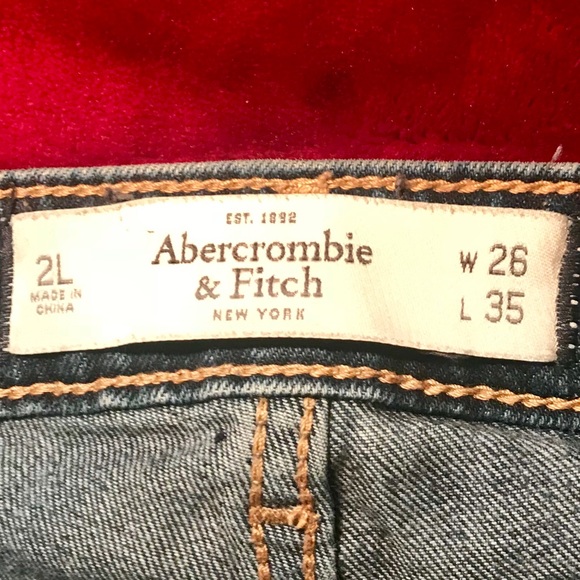 2L
MADE IN
CHINA
EST. 1892
Abercrombie
& Fitch
NEW YORK
W 26
L 35